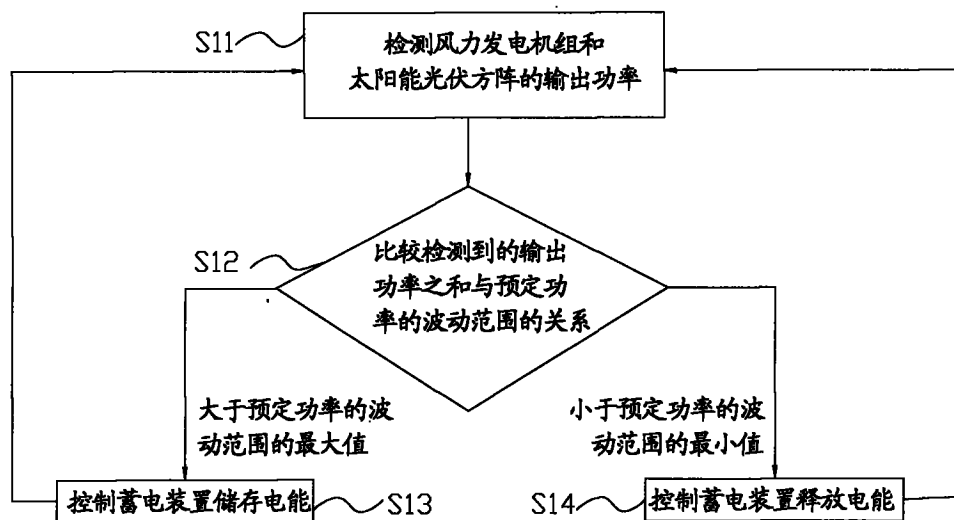 S11
检测风力发电机组和
太阳能光伏方阵的输出功率
S12
比较检测到的输出
功率之和与预定功
率的波动范围的关系
大于预定功率的波
动范围的最大值
小于预定功率的波
动范围的最小值
控制蓄电装置储存电能
S13
S14
控制蓄电装置释放电能